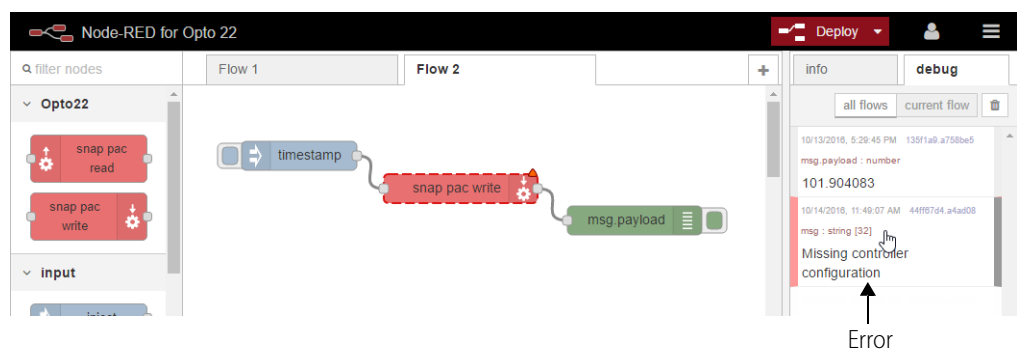 Node-RED for Opto 22
Deploy
filter nodes
Flow 1
Flow 2
+
info
debug
all flows
current flow
Opto22
snap pac
read
snap pac
write
input
timestamp
snap pac write
msg.payload
10/13/2016, 5:29:45 PM 135f1a9.a758be5
msg.payload : number
101.904083
10/14/2016, 11:49:07 AM 44ff67d4.a4ad08
msg : string [32]
Missing controller
configuration
Error